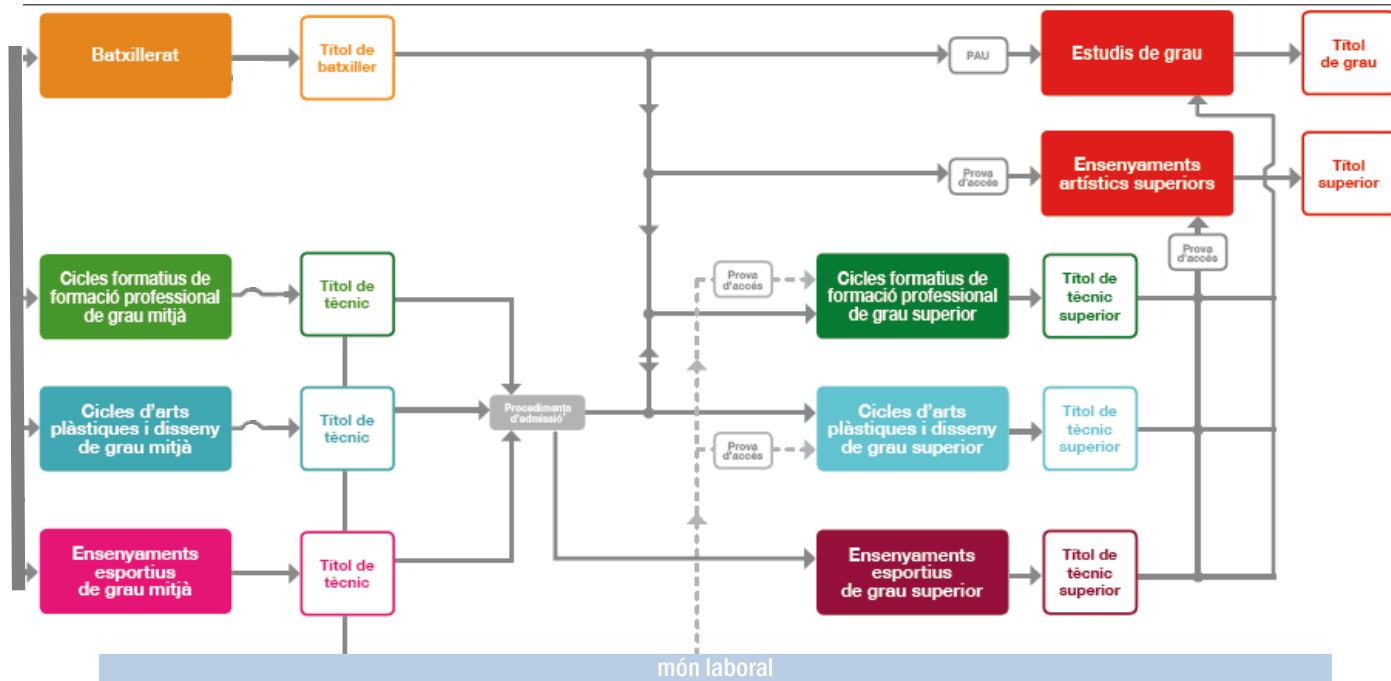 Batxillerat
Títol de
batxiller
PAU
Estudis de grau
Títol
de grau
Prova
d'accés
Ensenyaments
artístics superiors
Títol
superior
Prova
d'accés
Cicles formatius de
formació professional
de grau mitjà
Títol de
tècnic
Prova
d'accés
Cicles formatius de
formació professional
de grau superior
Títol de
tècnic
superior
Cicles d'arts
plàstiques i disseny
de grau mitjà
Títol de
tècnic
Procediments
d'admissió
Prova
d'accés
Cicles d'arts
plàstiques i disseny
de grau superior
Títol de
tècnic
superior
Ensenyaments
esportius
de grau mitjà
Títol de
tècnic
Ensenyaments
esportius
de grau superior
Títol de
tècnic
superior
món laboral